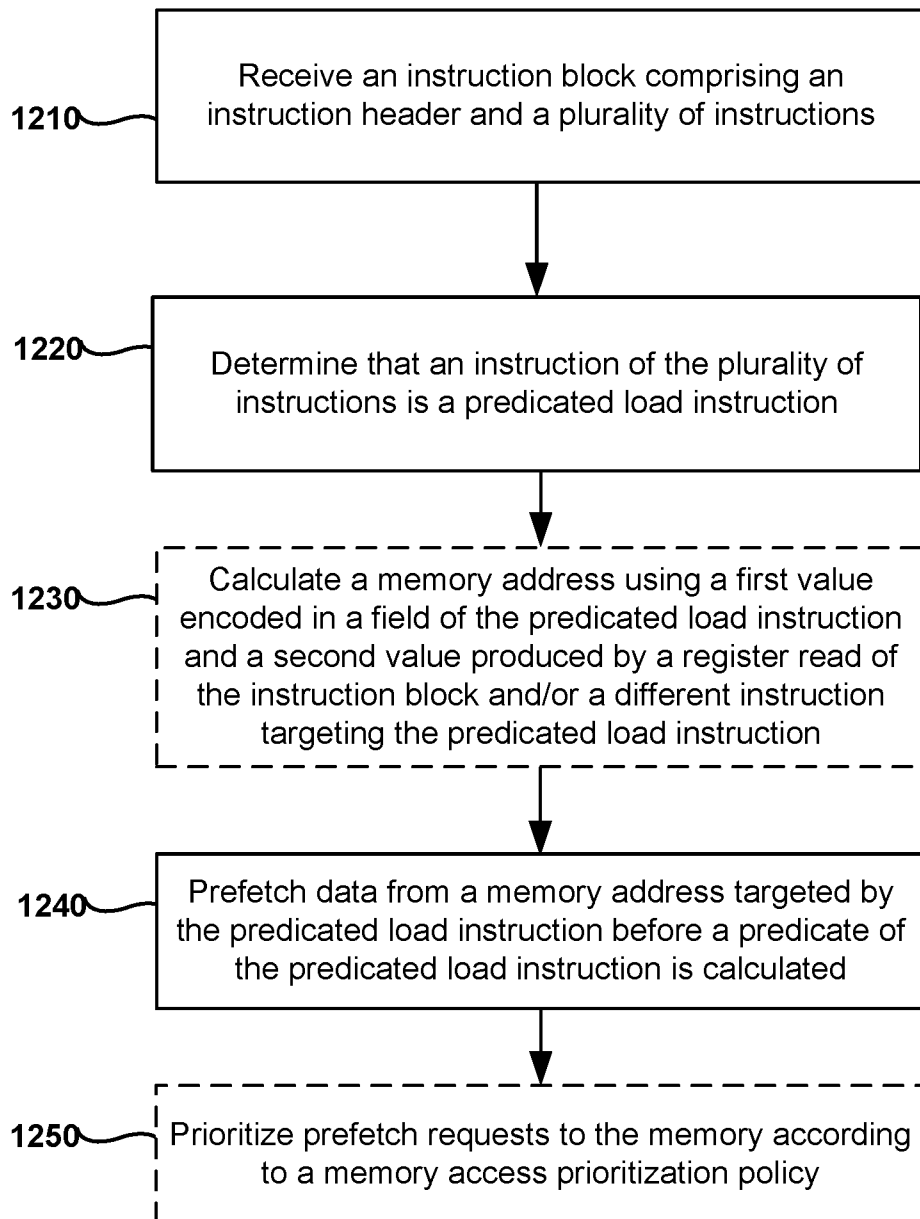 1210
Receive an instruction block comprising an
instruction header and a plurality of instructions
1220
Determine that an instruction of the plurality of
instructions is a predicated load instruction
1230
Calculate a memory address using a first value
encoded in a field of the predicated load instruction
and a second value produced by a register read of
the instruction block and/or a different instruction
targeting the predicated load instruction
1240
Prefetch data from a memory address targeted by
the predicated load instruction before a predicate of
the predicated load instruction is calculated
1250
Prioritize prefetch requests to the memory according
to a memory access prioritization policy